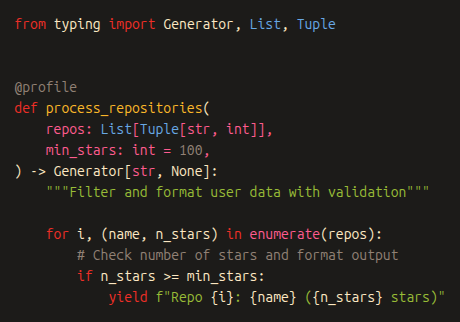 from typing import Generator, List, Tuple
@profile
def process_repositories(
    repos: List[Tuple[str, int]],
    min_stars: int = 100,
) -> Generator[str, None]:
    """Filter and format user data with validation"""
    for i, (name, n_stars) in enumerate(repos):
        # Check number of stars and format output
        if n_stars >= min_stars:
            yield f"Repo {i}: {name} ({n_stars} stars)"